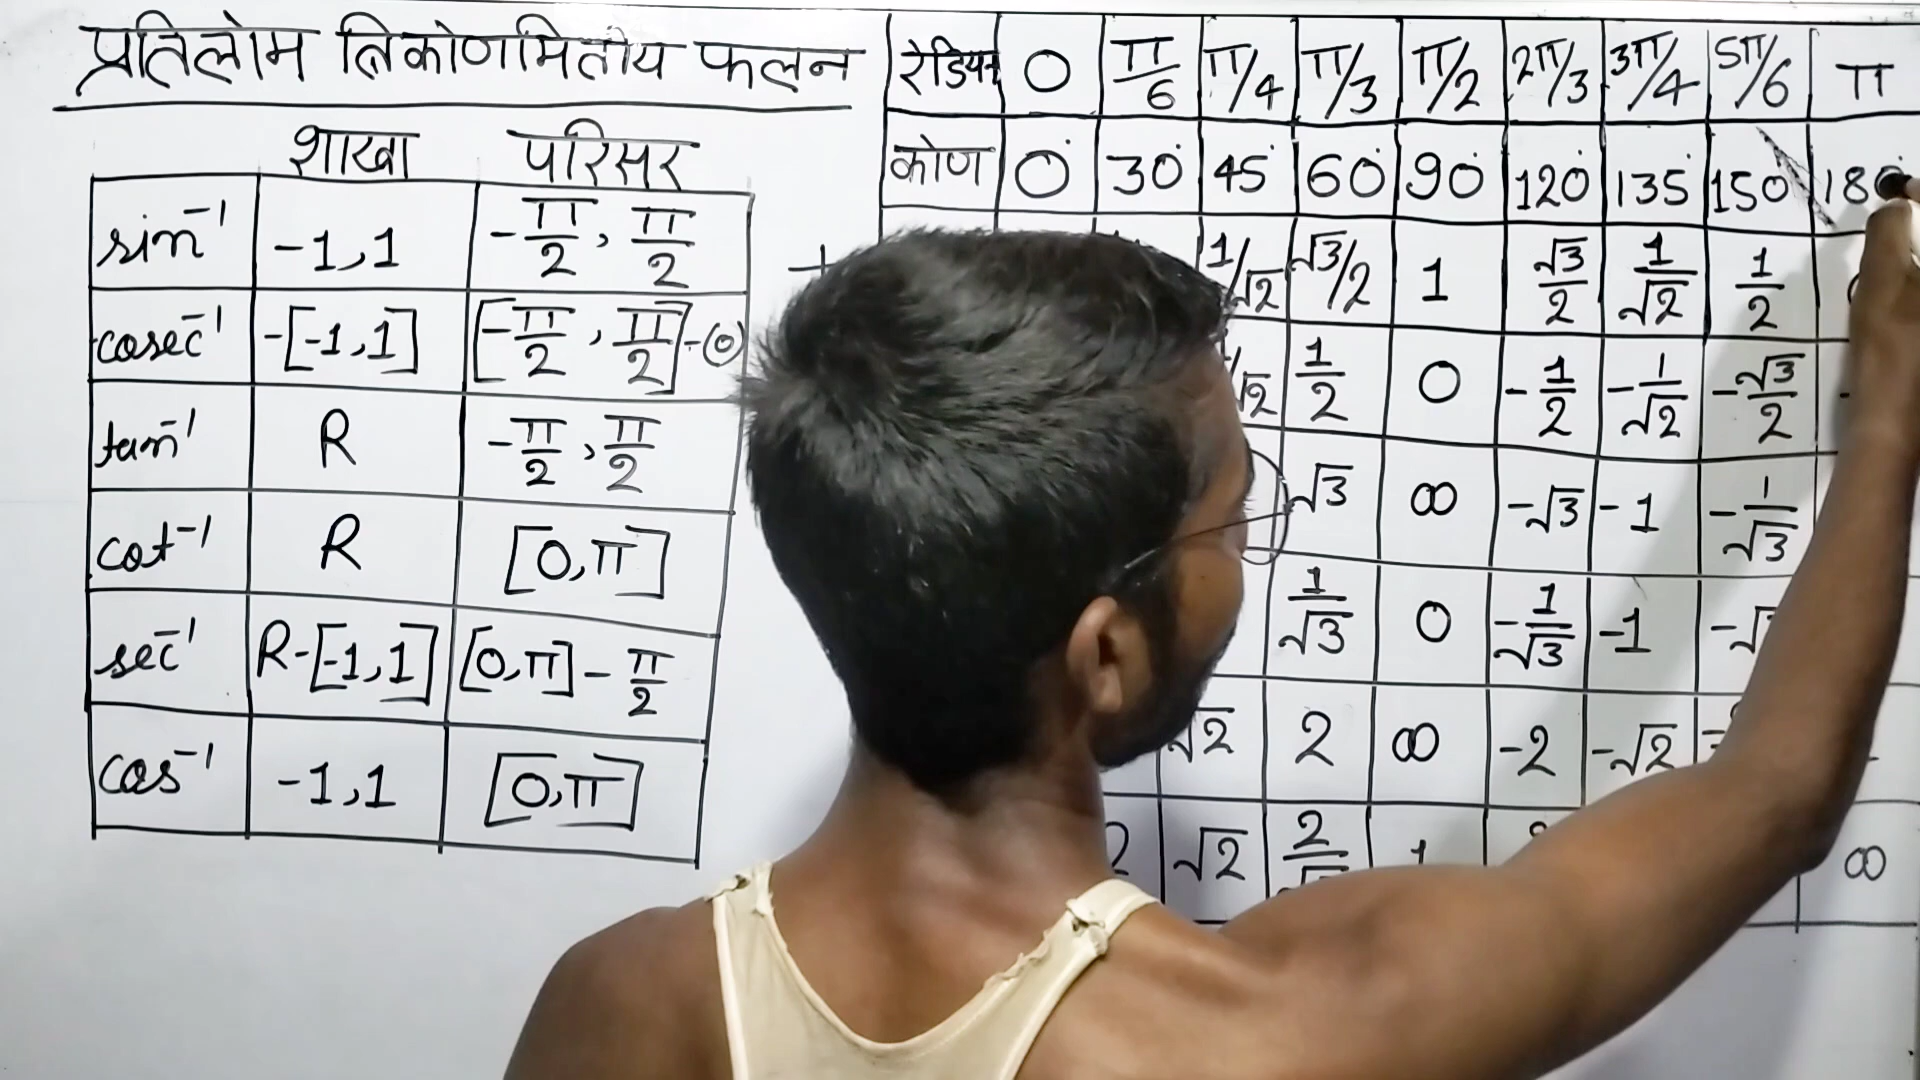 प्रतिलोम त्रिकोणमितीय फलन
शाखा परिसर
sin⁻¹ -1,1 -π/2, π/2
cosec⁻¹ -[-1,1] [-π/2, π/2]-(0)
tan⁻¹ R -π/2, π/2
cot⁻¹ R [0,π]
sec⁻¹ R-[-1,1] [0,π]-π/2
cos⁻¹ -1,1 [0,π]
रेडियन 0 π/6 π/4 π/3 π/2 2π/3 3π/4 5π/6 π
कोण 0° 30° 45° 60° 90° 120° 135° 150° 180°
1/√2 √3/2 1 √3/2 1/√2 1/2
1/2 0 -1/2 -1/√2 -√3/2
√3 ∞ -√3 -1 -1/√3
1/√3 0 -1/√3 -1
√2 2 ∞ -2 -√2
2 √2 2/√3 1 ∞